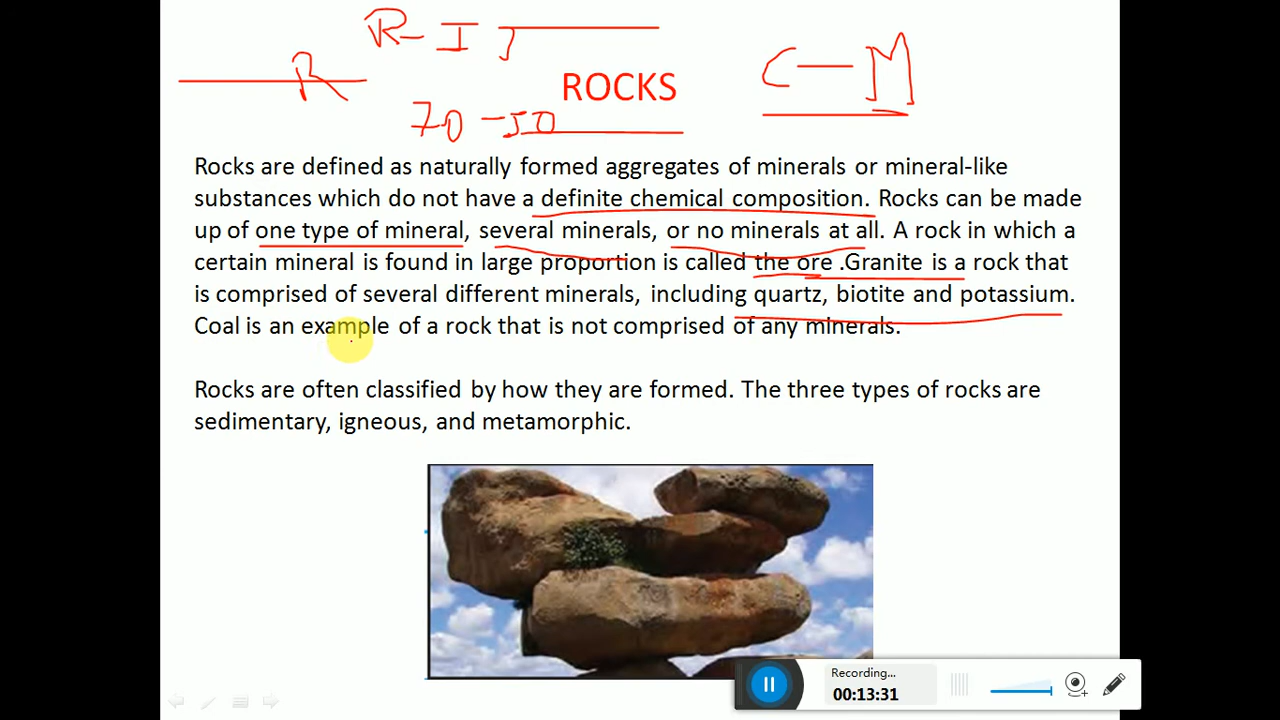 R- I J
R
ROCKS
C — M
70 - 50
Rocks are defined as naturally formed aggregates of minerals or mineral-like
substances which do not have a definite chemical composition. Rocks can be made
up of one type of mineral, several minerals, or no minerals at all. A rock in which a
certain mineral is found in large proportion is called the ore .Granite is a rock that
is comprised of several different minerals, including quartz, biotite and potassium.
Coal is an example of a rock that is not comprised of any minerals.
Rocks are often classified by how they are formed. The three types of rocks are
sedimentary, igneous, and metamorphic.
Recording...
00:13:31